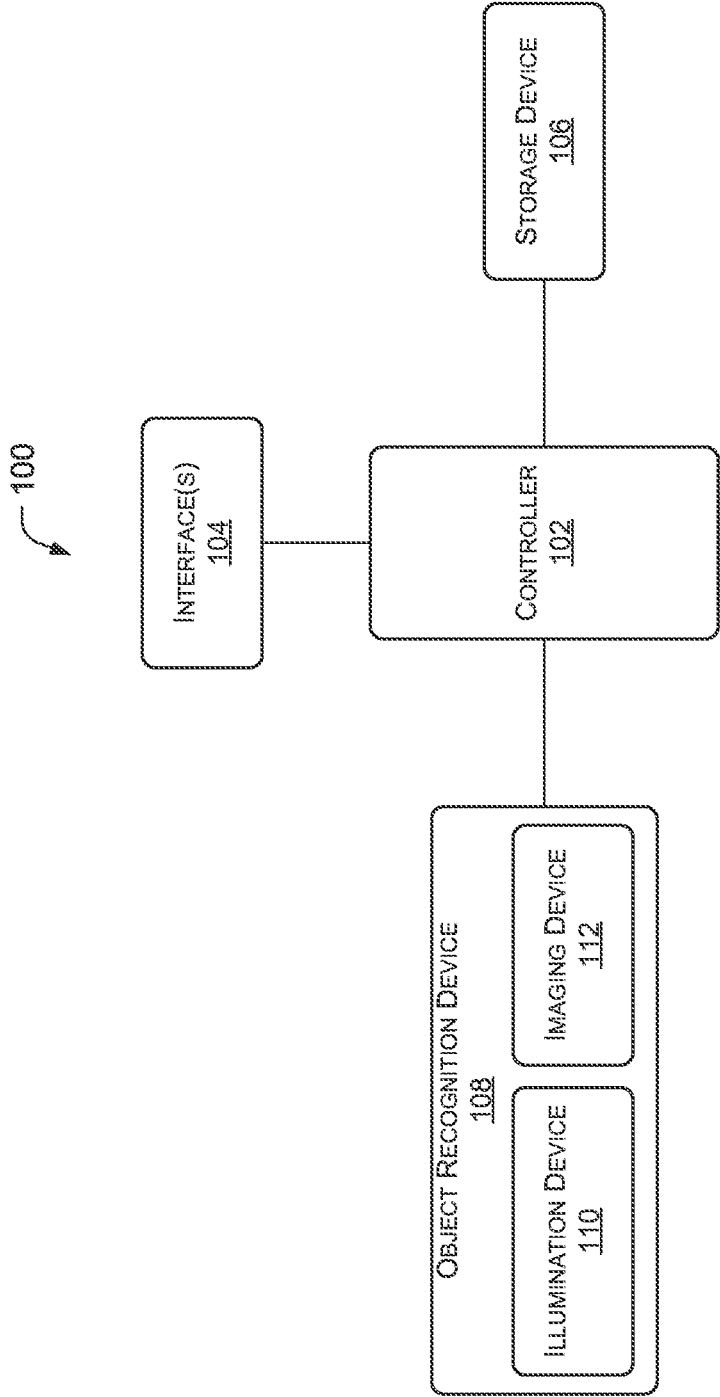 100
INTERFACE(S)
104
OBJECT RECOGNITION DEVICE
108
ILLUMINATION DEVICE
110
IMAGING DEVICE
112
CONTROLLER
102
STORAGE DEVICE
106